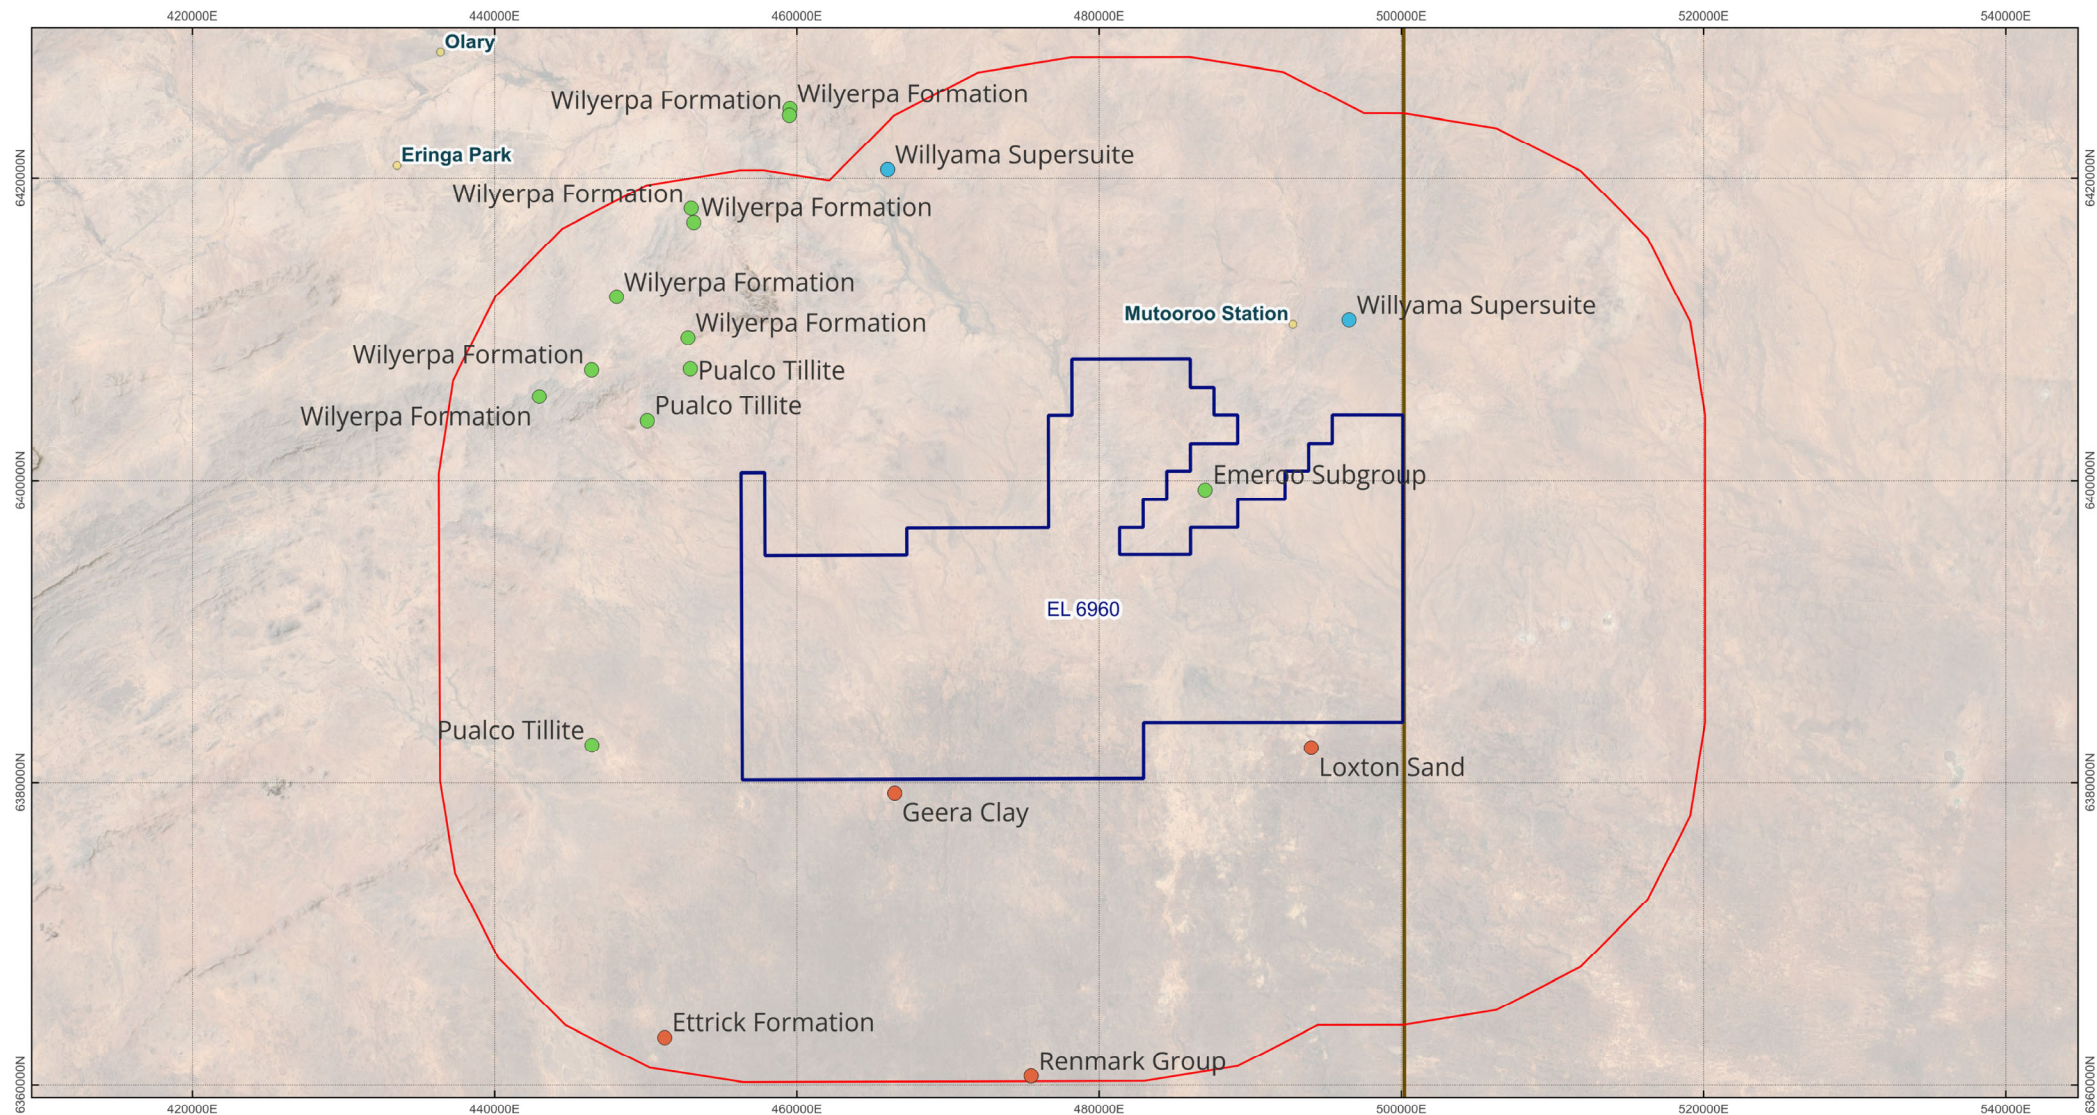 420000E
440000E
460000E
480000E
500000E
520000E
540000E
Olary
Wilyerpa Formation
Wilyerpa Formation
Eringa Park
Willyama Supersuite
6420000N
6420000N
Wilyerpa Formation
Wilyerpa Formation
Wilyerpa Formation
Mutooroo Station
Willyama Supersuite
Wilyerpa Formation
Wilyerpa Formation
Pualco Tillite
Pualco Tillite
Wilyerpa Formation
Emeroo Subgroup
6400000N
6400000N
EL 6960
Pualco Tillite
Loxton Sand
6380000N
6380000N
Geera Clay
Ettrick Formation
Renmark Group
6360000N
6360000N
420000E
440000E
460000E
480000E
500000E
520000E
540000E